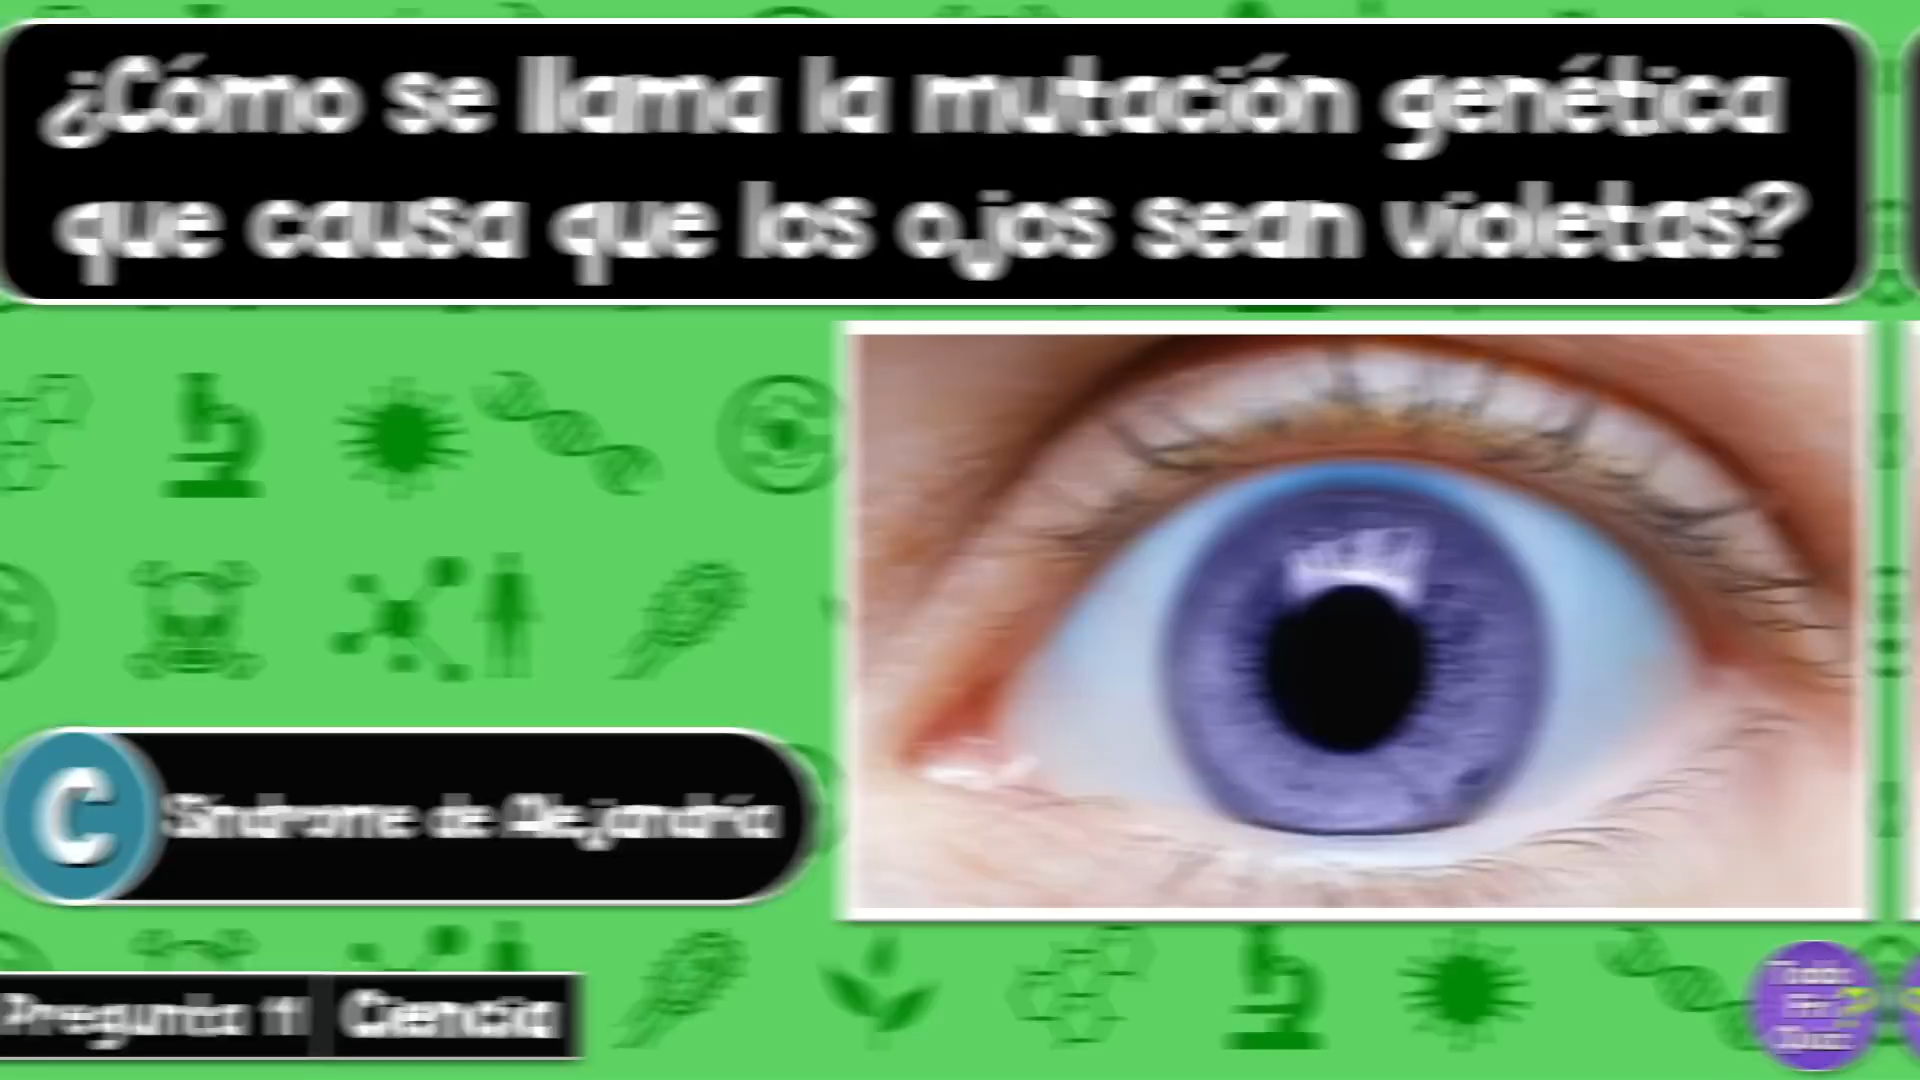 ¿Cómo se llama la mutación genética
que causa que los ojos sean violetas?
C
Síndrome de Alejandría
Pregunta 11
Ciencia